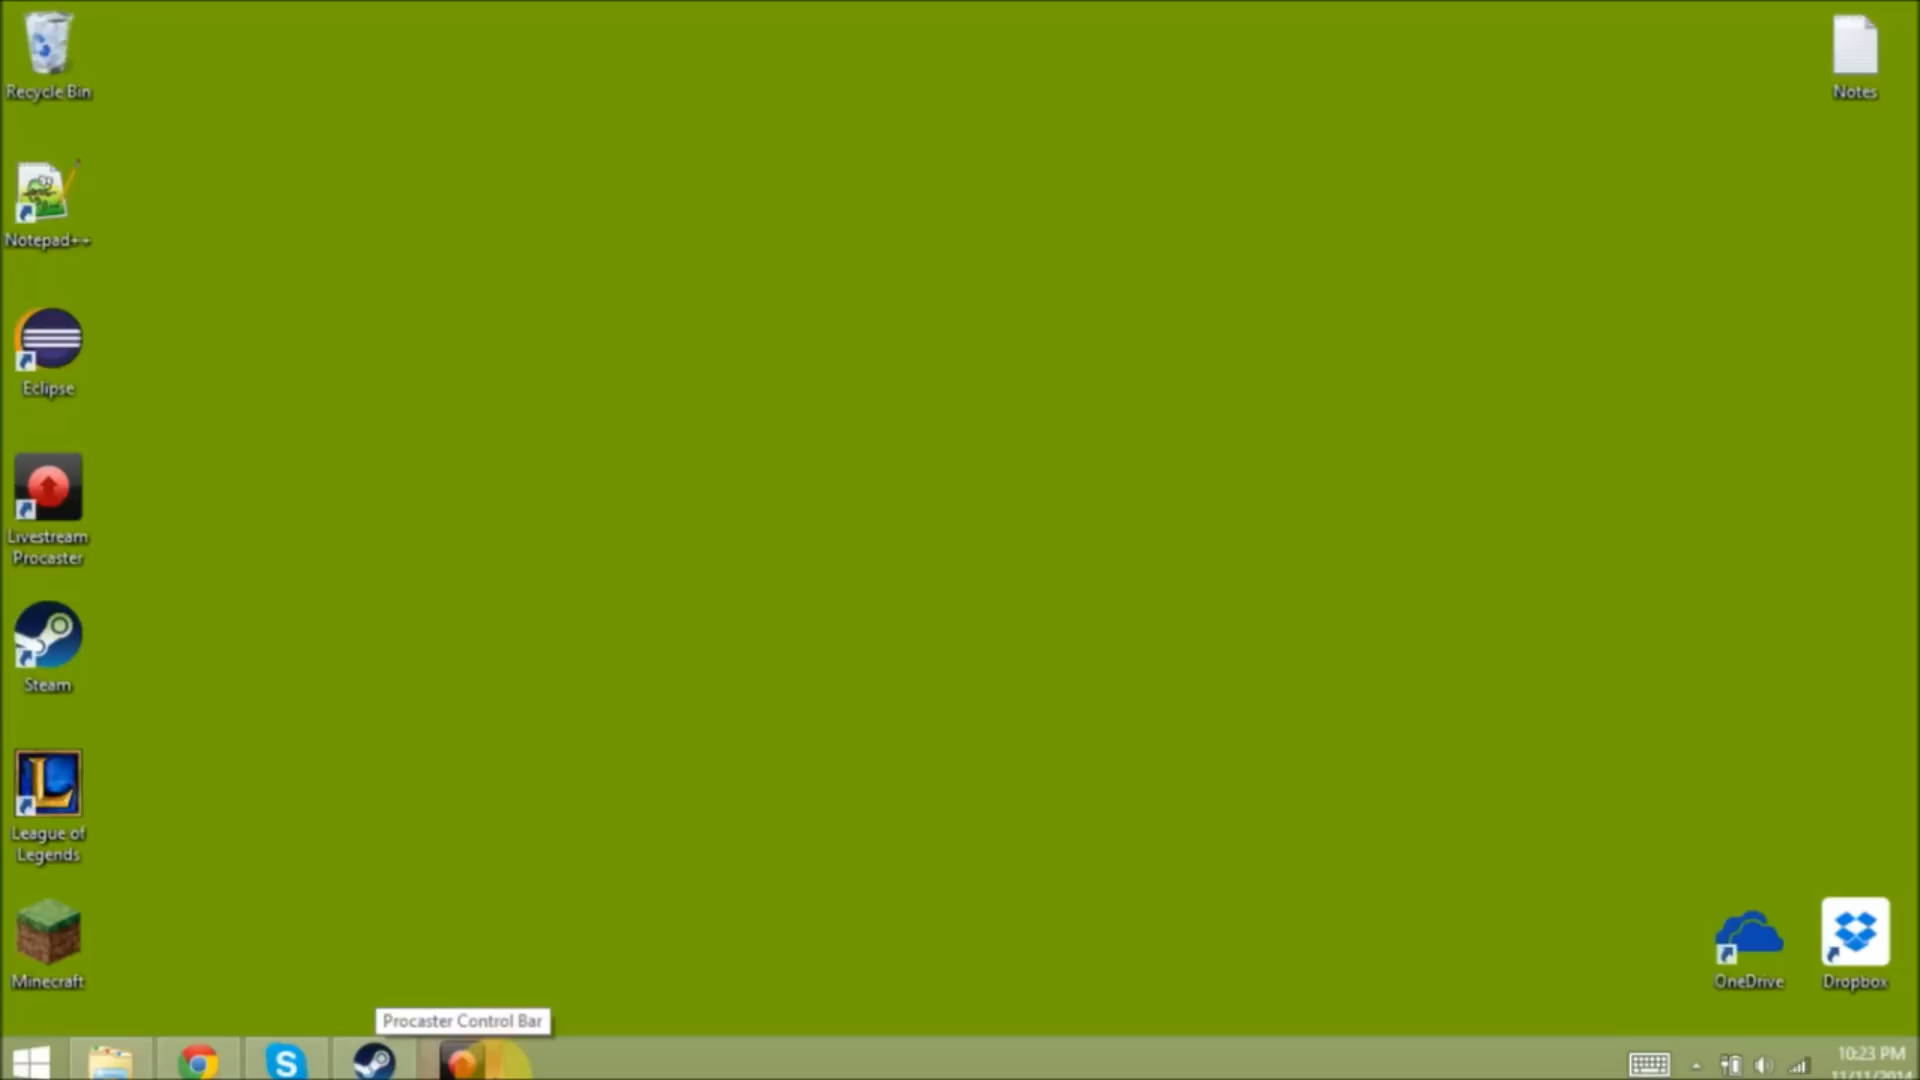 Recycle Bin
Notes
Notepad++
Eclipse
Livestream
Procaster
Steam
League of
Legends
Minecraft
OneDrive
Dropbox
Procaster Control Bar
10:23 PM
11/11/2014